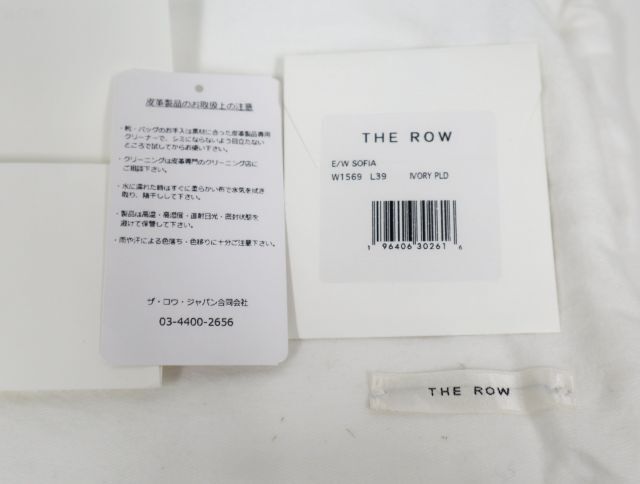 皮革製品のお取扱上の注意
・靴・バッグのお手入は素材に合った皮革製品専用
クリーナーで、シミにならないよう目立たない
ところで試してからお使い下さい。
・クリーニングは皮革専門のクリーニング店に
ご相談下さい。
・水に濡れた時はすぐに柔らかい布で水気を拭き
取り、陰干しして下さい。
・製品は高温・高湿度・直射日光・密封状態を
避けて保管して下さい。
・雨や汗による色落ち・色移りに十分ご注意下さい。
ザ・ロウ・ジャパン合同会社
03-4400-2656
THE ROW
E/W SOFIA
W1569 L39 IVORY PLD
1 96406 30261 6
THE ROW